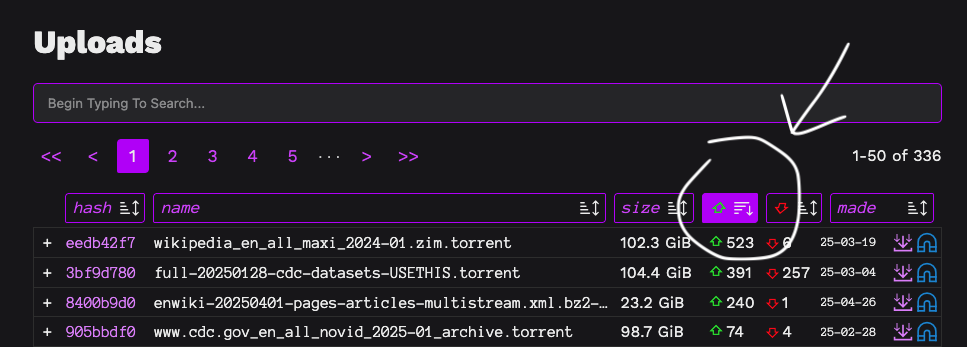 Uploads
Begin Typing To Search...
<< < 1 2 3 4 5 ... > >> 1-50 of 336
hash name size made
+ eedb42f7 wikipedia_en_all_maxi_2024-01.zim.torrent 102.3 GiB 523 6 25-03-19
+ 3bf9d780 full-20250128-cdc-datasets-USETHIS.torrent 104.4 GiB 391 257 25-03-04
+ 8400b9d0 enwiki-20250401-pages-articles-multistream.xml.bz2-... 23.2 GiB 240 1 25-04-26
+ 905bbdf0 www.cdc.gov_en_all_novid_2025-01_archive.torrent 98.7 GiB 74 4 25-02-28